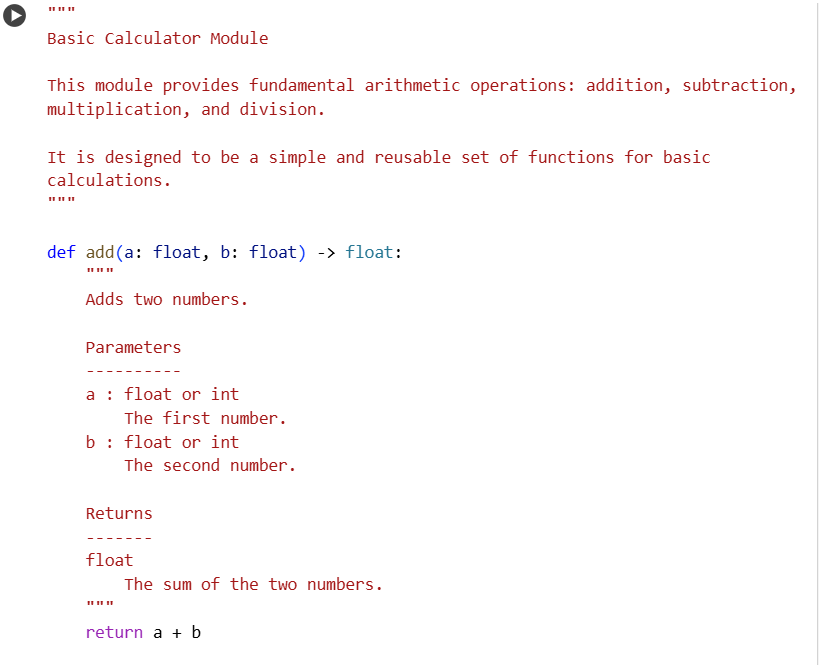 """
Basic Calculator Module
This module provides fundamental arithmetic operations: addition, subtraction,
multiplication, and division.
It is designed to be a simple and reusable set of functions for basic
calculations.
"""
def add(a: float, b: float) -> float:
    """
    Adds two numbers.
    Parameters
    ----------
    a : float or int
        The first number.
    b : float or int
        The second number.
    Returns
    -------
    float
        The sum of the two numbers.
    """
    return a + b